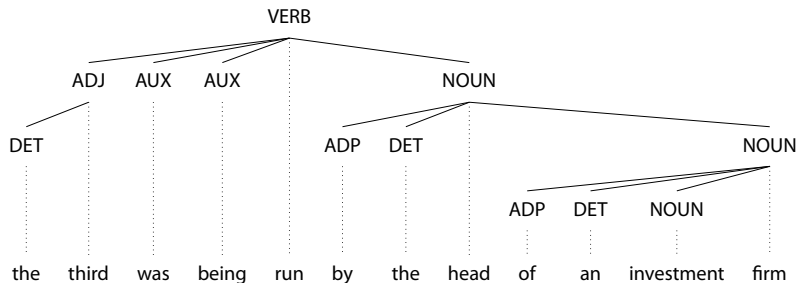 VERB
ADJ AUX AUX NOUN
DET ADP DET NOUN
ADP DET NOUN
the third was being run by the head of an investment firm